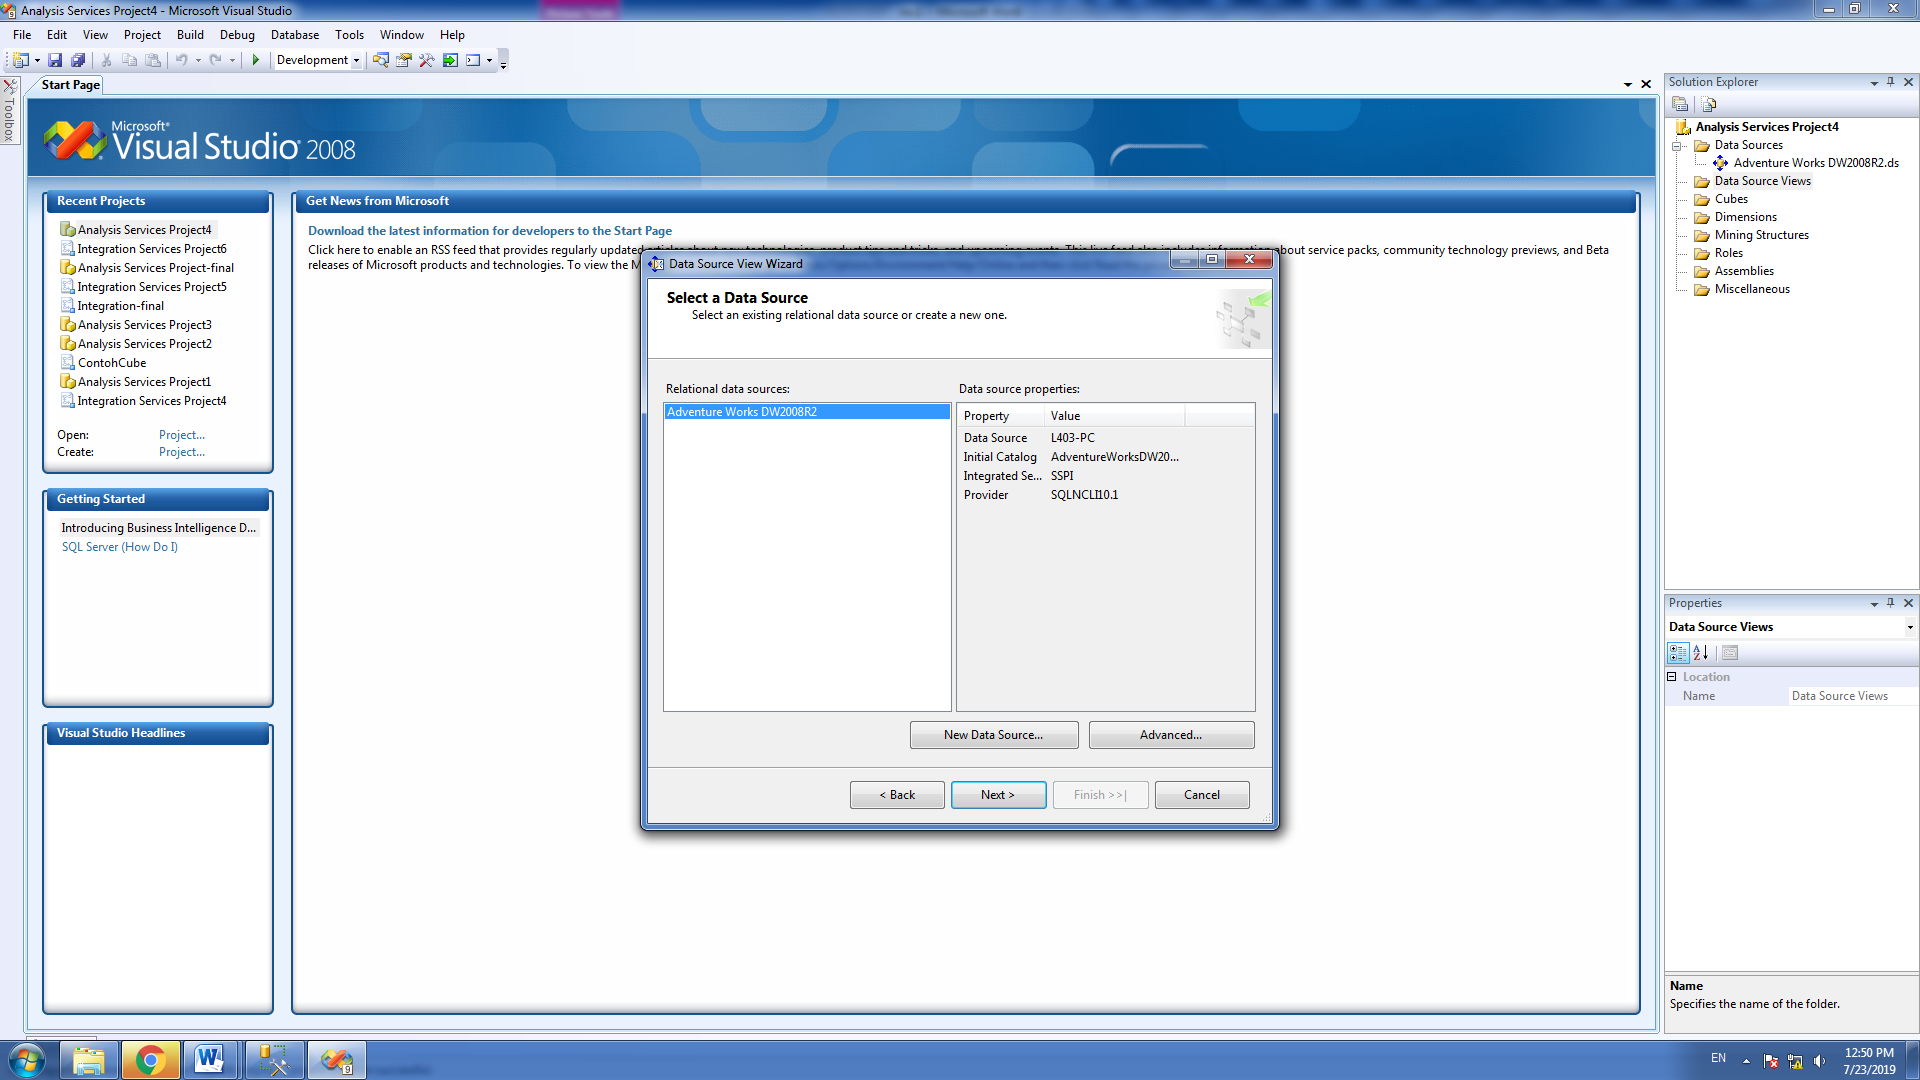 Analysis Services Project4 - Microsoft Visual Studio
File Edit View Project Build Debug Database Tools Window Help
Development
Toolbox
Start Page
Microsoft®
Visual Studio® 2008
Recent Projects
Analysis Services Project4
Integration Services Project6
Analysis Services Project-final
Integration Services Project5
Integration-final
Analysis Services Project3
Analysis Services Project2
ContohCube
Analysis Services Project1
Integration Services Project4
Open: Project...
Create: Project...
Getting Started
Introducing Business Intelligence D...
SQL Server (How Do I)
Visual Studio Headlines
Get News from Microsoft
Download the latest information for developers to the Start Page
Click here to enable an RSS feed that provides regularly updated about service packs, community technology previews, and Beta
releases of Microsoft products and technologies. To view the
Data Source View Wizard
Select a Data Source
Select an existing relational data source or create a new one.
Relational data sources:
Adventure Works DW2008R2
Data source properties:
Property Value
Data Source L403-PC
Initial Catalog AdventureWorksDW20...
Integrated Se... SSPI
Provider SQLNCLI10.1
New Data Source... Advanced...
< Back Next > Finish >>| Cancel
Solution Explorer
Analysis Services Project4
Data Sources
Adventure Works DW2008R2.ds
Data Source Views
Cubes
Dimensions
Mining Structures
Roles
Assemblies
Miscellaneous
Properties
Data Source Views
Location
Name Data Source Views
Name
Specifies the name of the folder.
EN
12:50 PM
7/23/2019